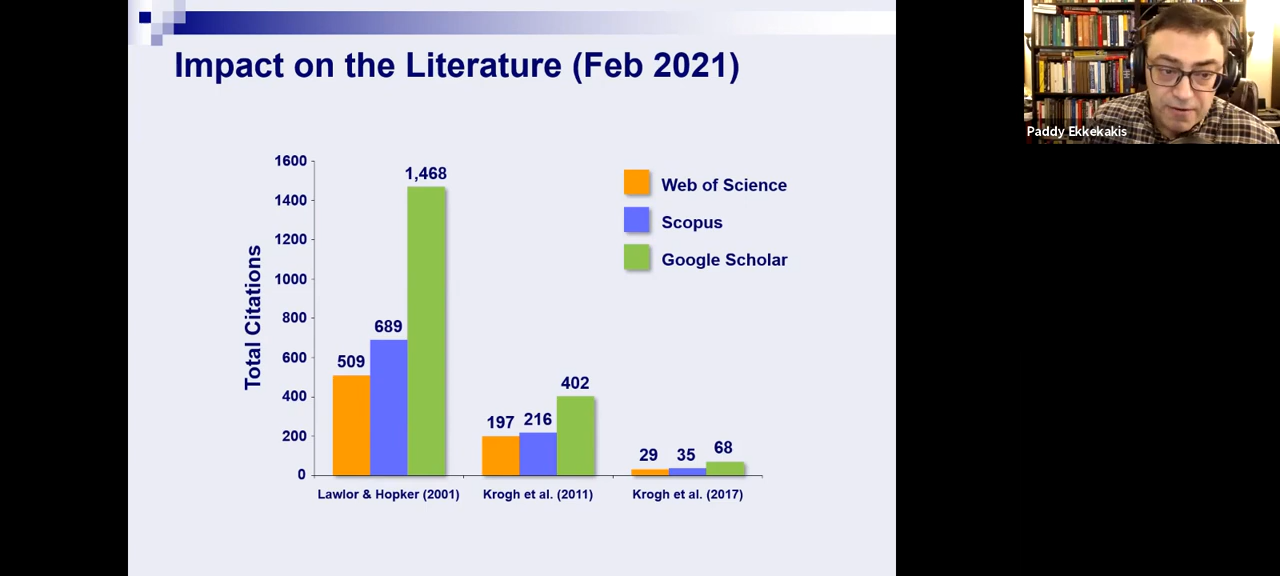 Impact on the Literature (Feb 2021)
Paddy Ekkekakis
Total Citations
1600
1400
1200
1000
800
600
400
200
0
1,468
689
509
402
197 216
29 35 68
Web of Science
Scopus
Google Scholar
Lawlor & Hopker (2001) Krogh et al. (2011) Krogh et al. (2017)